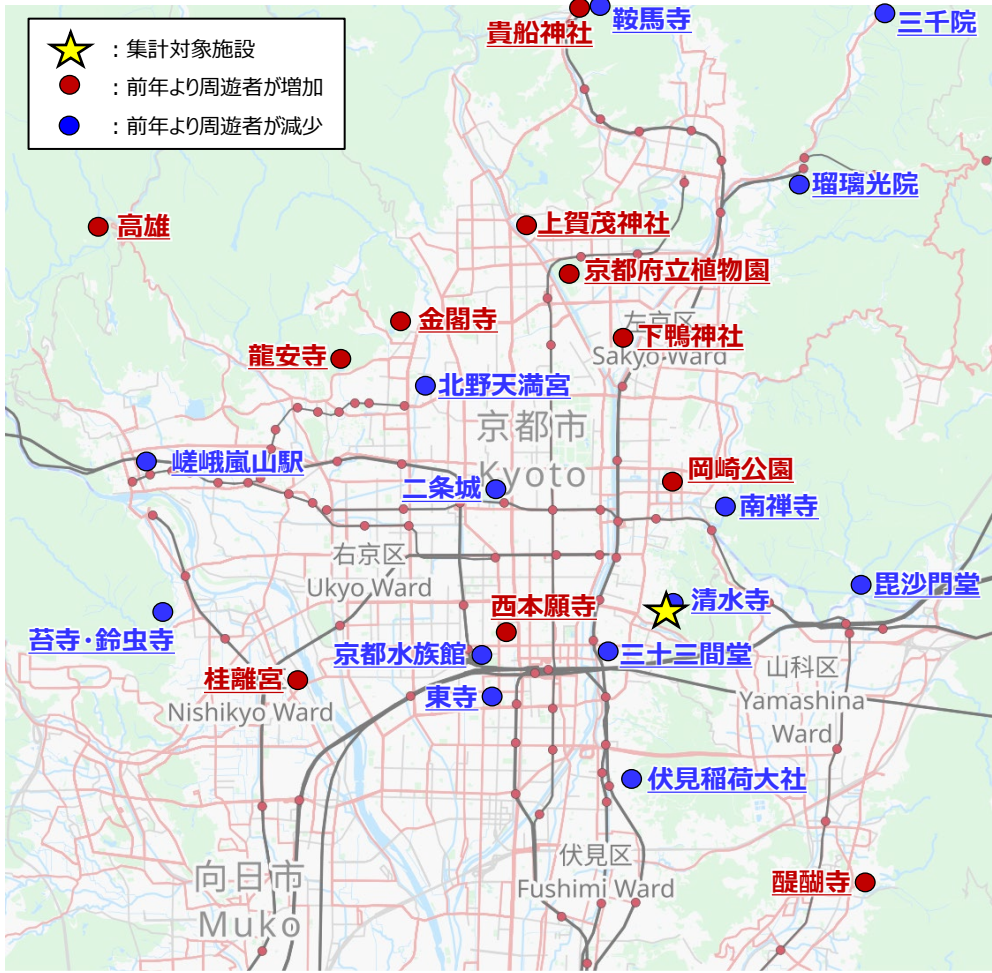 ：集計対象施設
：前年より周遊者が増加
：前年より周遊者が減少
貴船神社
鞍馬寺
三千院
瑠璃光院
高雄
上賀茂神社
京都府立植物園
金閣寺
左京区
下鴨神社
Sakyo Ward
龍安寺
北野天満宮
京都市
Kyoto
嵯峨嵐山駅
岡崎公園
二条城
南禅寺
右京区
Ukyo Ward
毘沙門堂
清水寺
西本願寺
苔寺・鈴虫寺
京都水族館
三十三間堂
山科区
Yamashina
Ward
桂離宮
東寺
Nishikyo Ward
伏見稲荷大社
伏見区
Fushimi Ward
醍醐寺
向日市
Muko